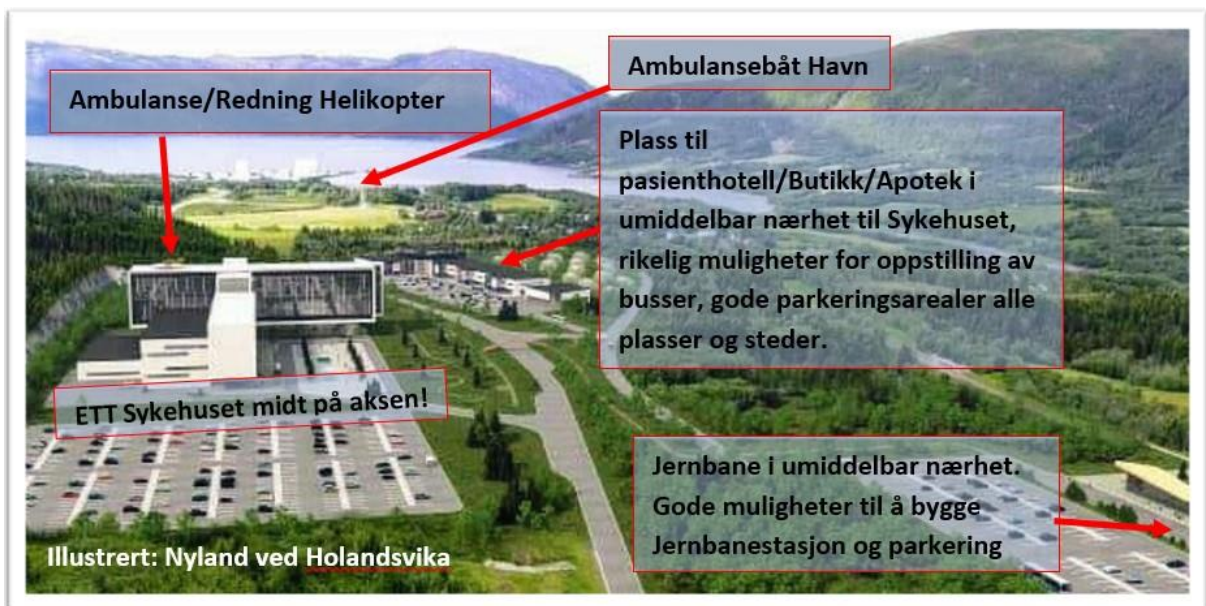 Ambulansebåt Havn
Ambulanse/Redning Helikopter
Plass til
pasienthotell/Butikk/Apotek i
umiddelbar nærhet til Sykehuset,
rikelig muligheter for oppstilling av
busser, gode parkeringsarealer alle
plasser og steder.
ETT Sykehuset midt på aksen!
Jernbane i umiddelbar nærhet.
Gode muligheter til å bygge
Jernbanestasjon og parkering
Illustrert: Nyland ved Holandsvika